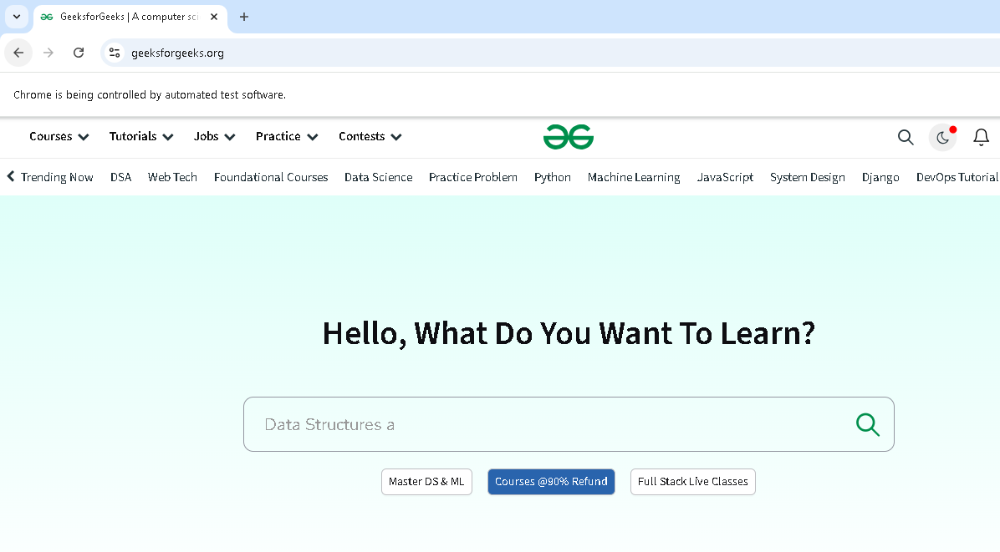 GeeksforGeeks | A computer sci
geeksforgeeks.org
Chrome is being controlled by automated test software.
Courses Tutorials Jobs Practice Contests
Trending Now DSA Web Tech Foundational Courses Data Science Practice Problem Python Machine Learning JavaScript System Design Django DevOps Tutorial
Hello, What Do You Want To Learn?
Data Structures a
Master DS & ML Courses @90% Refund Full Stack Live Classes